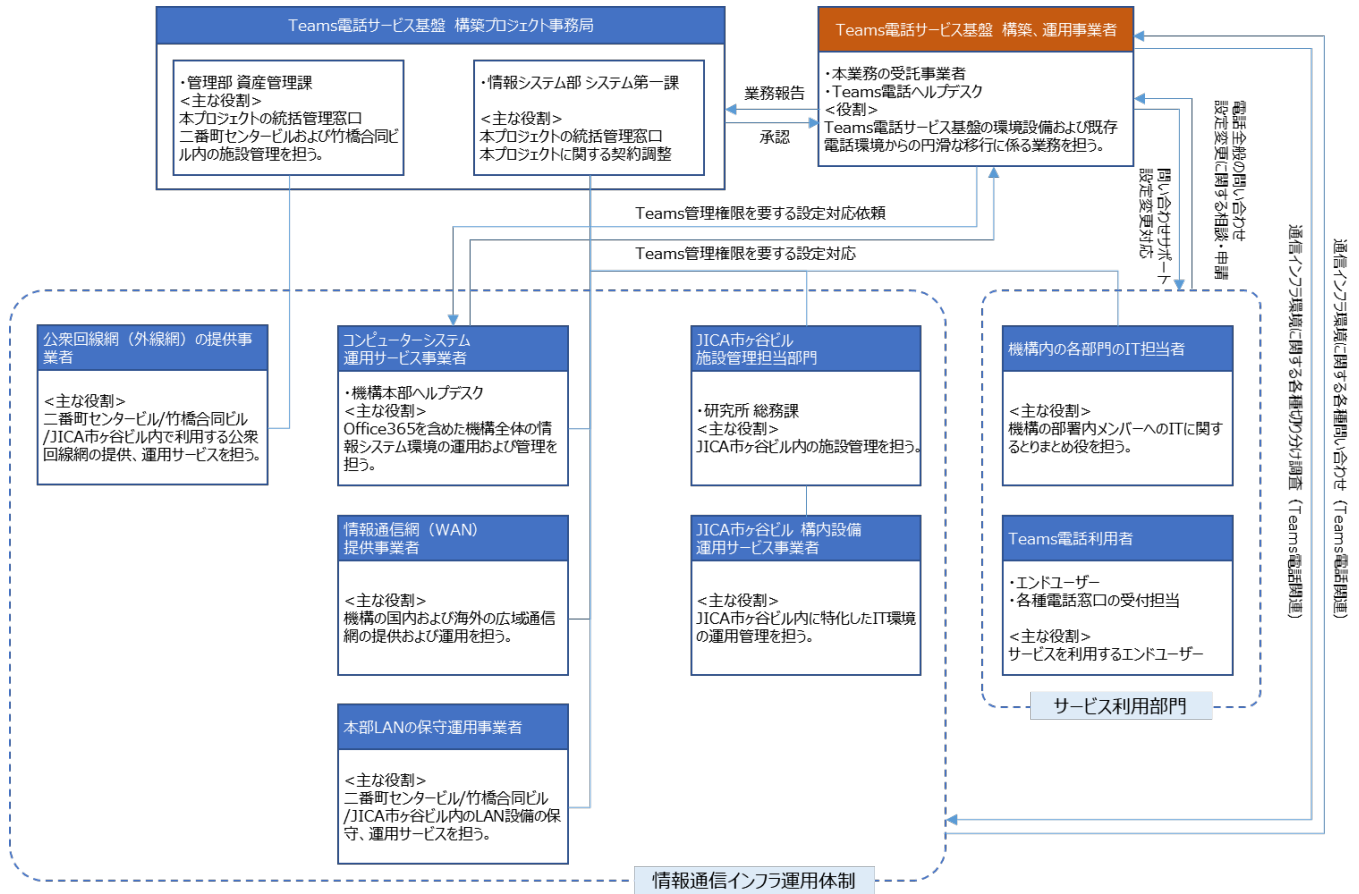 Teams電話サービス基盤 構築プロジェクト事務局
・管理部 資産管理課
<主な役割>
本プロジェクトの統括管理窓口
二番町センタービルおよび竹橋合同ビ
ル内の施設管理を担う。
・情報システム部 システム第一課
<主な役割>
本プロジェクトの統括管理窓口
本プロジェクトに関する契約調整
業務報告
承認
Teams電話サービス基盤 構築、運用事業者
・本業務の受託事業者
・Teams電話ヘルプデスク
<役割>
Teams電話サービス基盤の環境設備および既存
電話環境からの円滑な移行に係る業務を担う。
電話全般の問い合わせ
設定変更に関する相談・申請
問い合わせサポート
設定変更対応
通信インフラ環境に関する各種問い合わせ（Teams電話関連）
通信インフラ環境に関する各種切り分け調査（Teams電話関連）
Teams管理権限を要する設定対応依頼
Teams管理権限を要する設定対応
公衆回線網（外線網）の提供事
業者
<主な役割>
二番町センタービル/竹橋合同ビル
/JICA市ヶ谷ビル内で利用する公衆
回線網の提供、運用サービスを担う。
コンピューターシステム
運用サービス事業者
・機構本部ヘルプデスク
<主な役割>
Office365を含めた機構全体の情
報システム環境の運用および管理を
担う。
情報通信網（WAN）
提供事業者
<主な役割>
機構の国内および海外の広域通信
網の提供および運用を担う。
本部LANの保守運用事業者
<主な役割>
二番町センタービル/竹橋合同ビル
/JICA市ヶ谷ビル内のLAN設備の保
守、運用サービスを担う。
JICA市ヶ谷ビル
施設管理担当部門
・研究所 総務課
<主な役割>
JICA市ヶ谷ビル内の施設管理を担う。
JICA市ヶ谷ビル 構内設備
運用サービス事業者
<主な役割>
JICA市ヶ谷ビル内に特化したIT環境
の運用管理を担う。
情報通信インフラ運用体制
機構内の各部門のIT担当者
<主な役割>
機構の部署内メンバーへのITに関す
るとりまとめ役を担う。
Teams電話利用者
・エンドユーザー
・各種電話窓口の受付担当
<主な役割>
サービスを利用するエンドユーザー
サービス利用部門